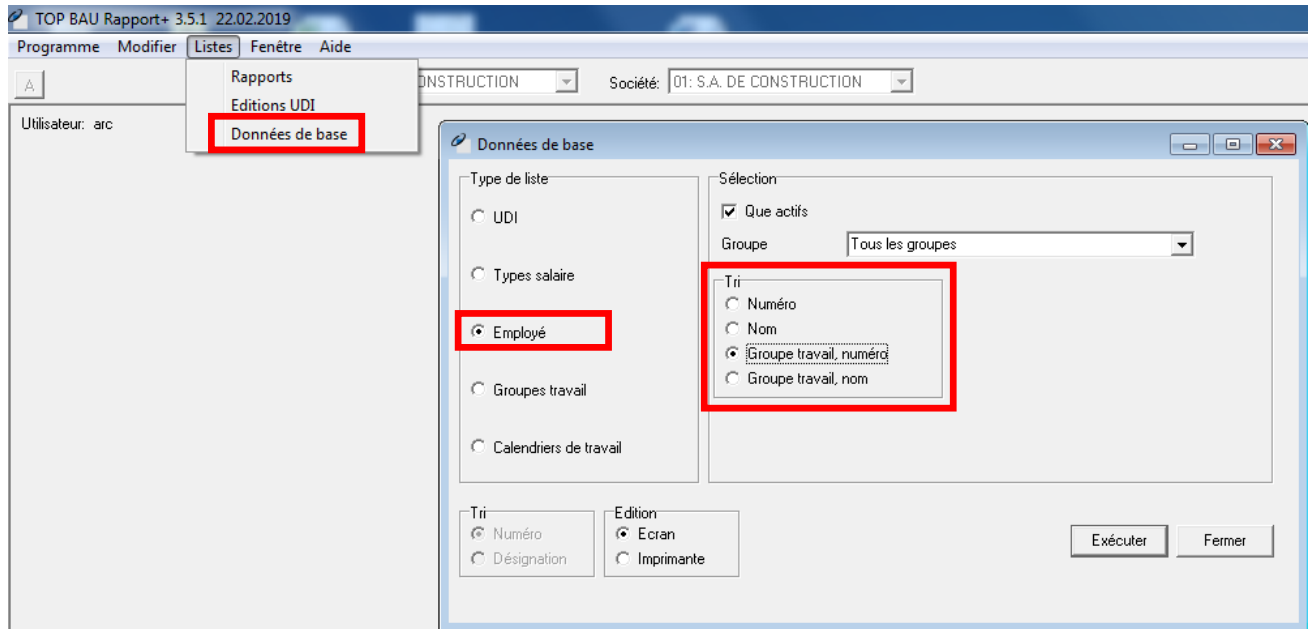 TOP BAU Rapport+ 3.5.1 22.02.2019
Programme Modifier Listes Fenêtre Aide
Rapports
Editions UDI
Données de base
A
ONSTRUCTION
Société: 01: S.A. DE CONSTRUCTION
Utilisateur: arc
Données de base
Type de liste
UDI
Types salaire
Employé
Groupes travail
Calendriers de travail
Sélection
Que actifs
Groupe Tous les groupes
Tri
Numéro
Nom
Groupe travail, numéro
Groupe travail, nom
Tri
Numéro
Désignation
Edition
Ecran
Imprimante
Exécuter Fermer